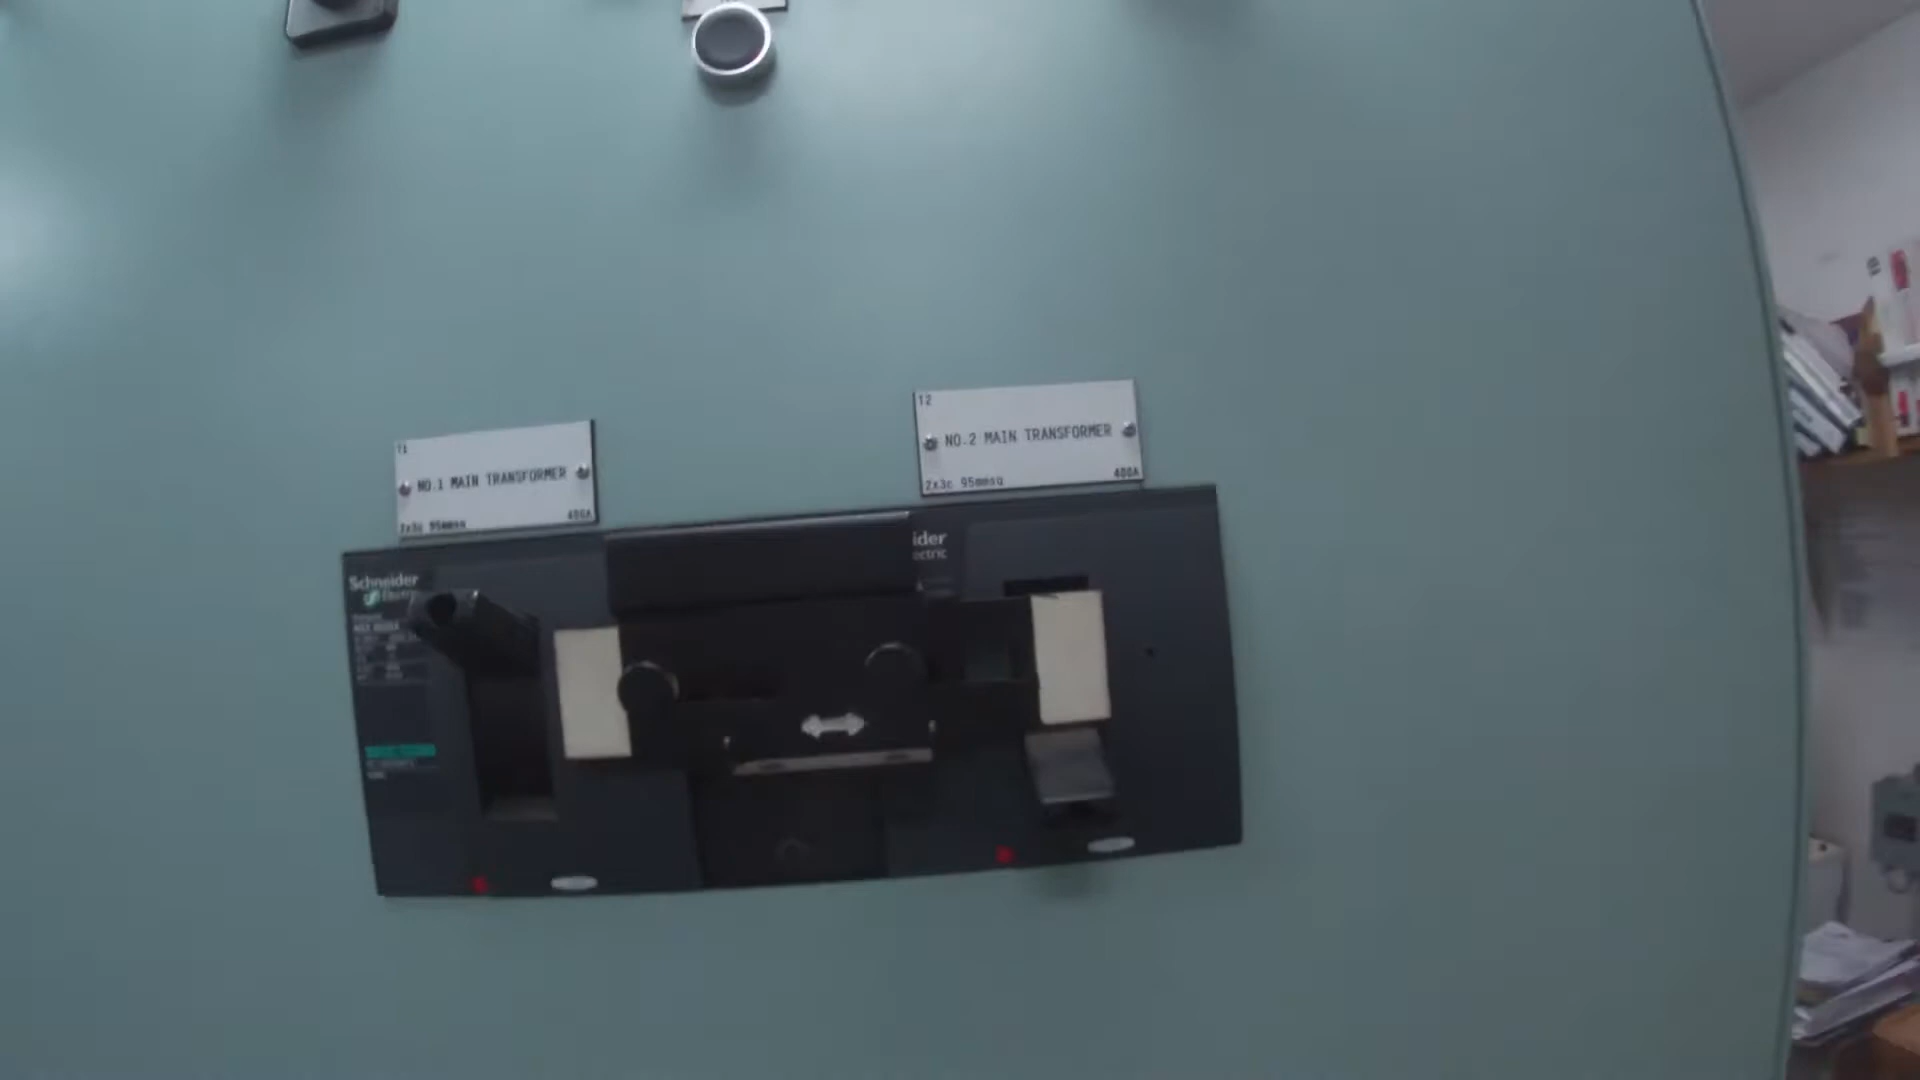 T1
NO.1 MAIN TRANSFORMER
2x3c 95mmsq
400A
T2
NO.2 MAIN TRANSFORMER
2x3c 95mmsq
400A
Schneider
Electric
ider
ectric